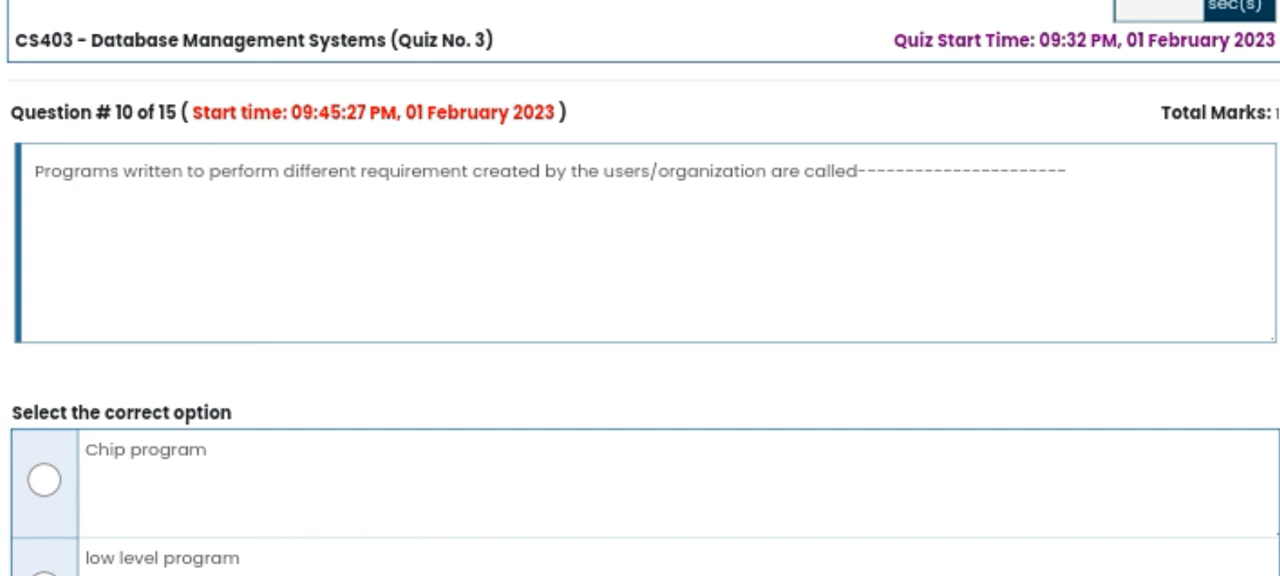 sec(s)
CS403 - Database Management Systems (Quiz No. 3)
Quiz Start Time: 09:32 PM, 01 February 2023
Question # 10 of 15 ( Start time: 09:45:27 PM, 01 February 2023 )
Total Marks: 1
Programs written to perform different requirement created by the users/organization are called----------------------
Select the correct option
Chip program
low level program